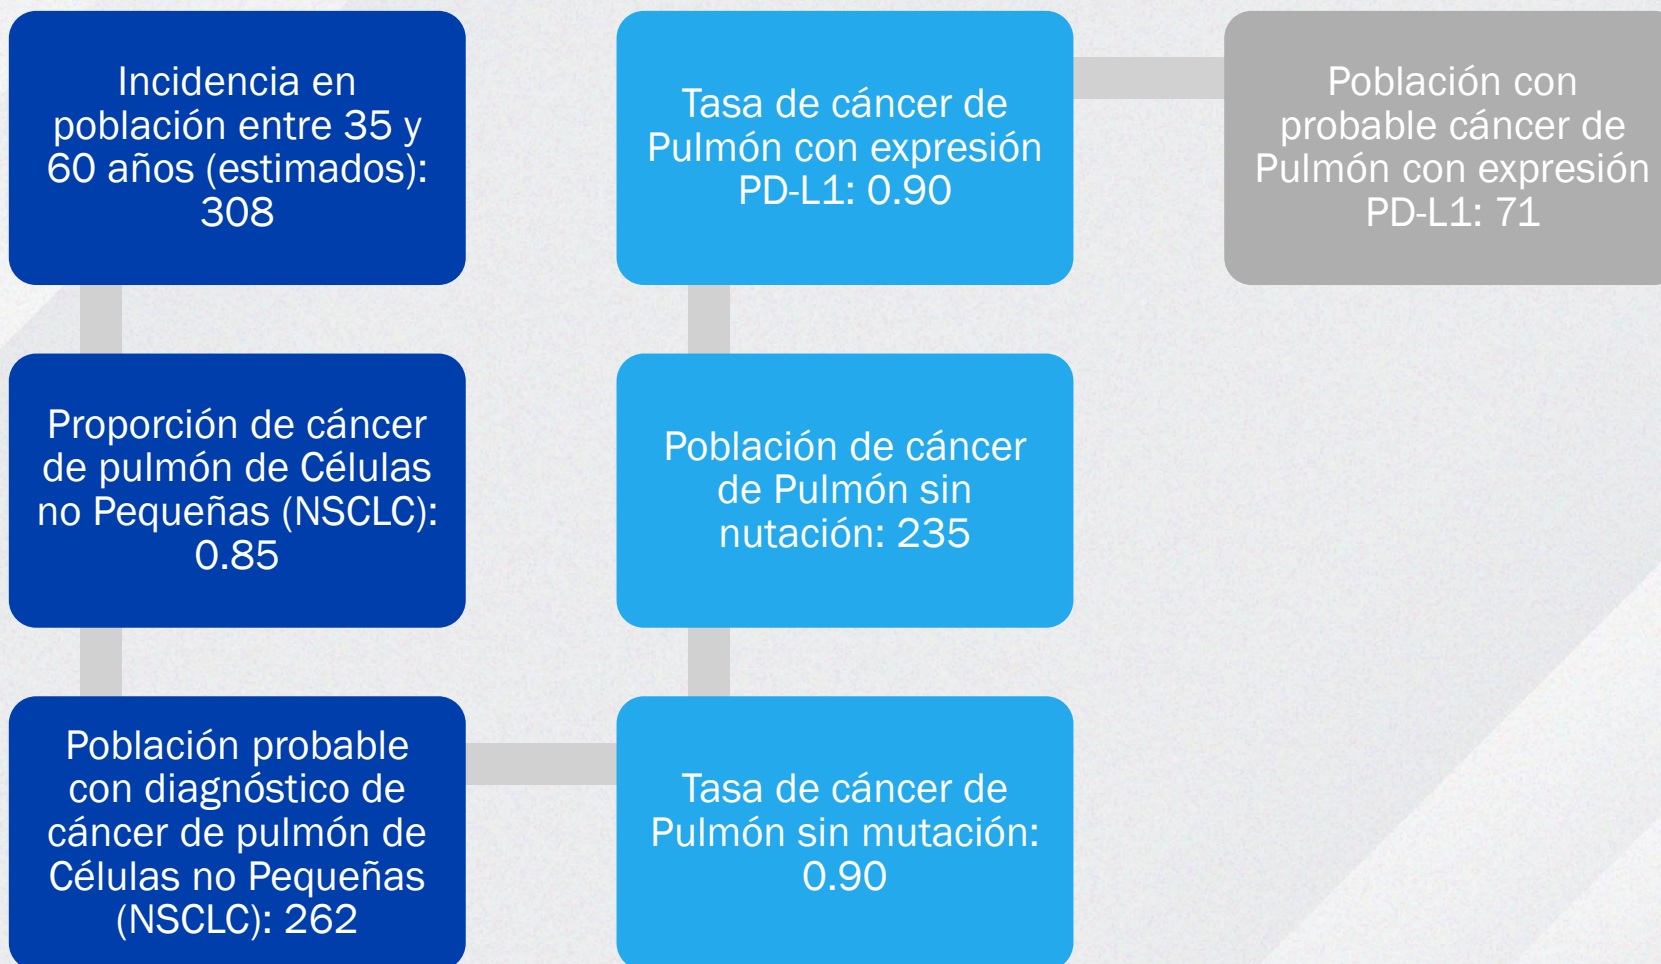 Incidencia en
población entre 35 y
60 años (estimados):
308
Proporción de cáncer
de pulmón de Células
no Pequeñas (NSCLC):
0.85
Población probable
con diagnóstico de
cáncer de pulmón de
Células no Pequeñas
(NSCLC): 262
Tasa de cáncer de
Pulmón sin mutación:
0.90
Población de cáncer
de Pulmón sin
nutación: 235
Tasa de cáncer de
Pulmón con expresión
PD-L1: 0.90
Población con
probable cáncer de
Pulmón con expresión
PD-L1: 71